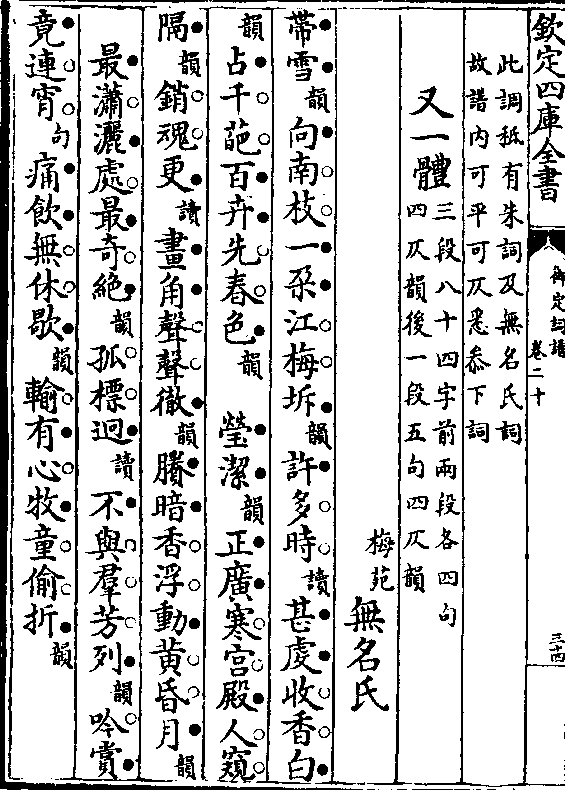 欽定四庫全書
御定詞譜
卷二十
三十四
此調秪有朱詞及無名氏詞
故譜內可平可仄悉叅下詞
又一體 三段八十四字前兩段各四句
四仄韻後一段五句四仄韻
梅苑 無名氏
帶雪韻向南枝一朶江梅坼韻許多時讀甚處收香白
韻占千葩百卉先春色韻 瑩潔韻正廣寒宮殿人窺
隔韻銷魂更讀畫角聲聲徹韻勝暗香浮動黃昏月韻
最瀟灑處最奇絶韻孤標迥讀不與羣芳列韻吟賞
竟連宵句痛飲無休歇韻輸有心牧童偷折韻